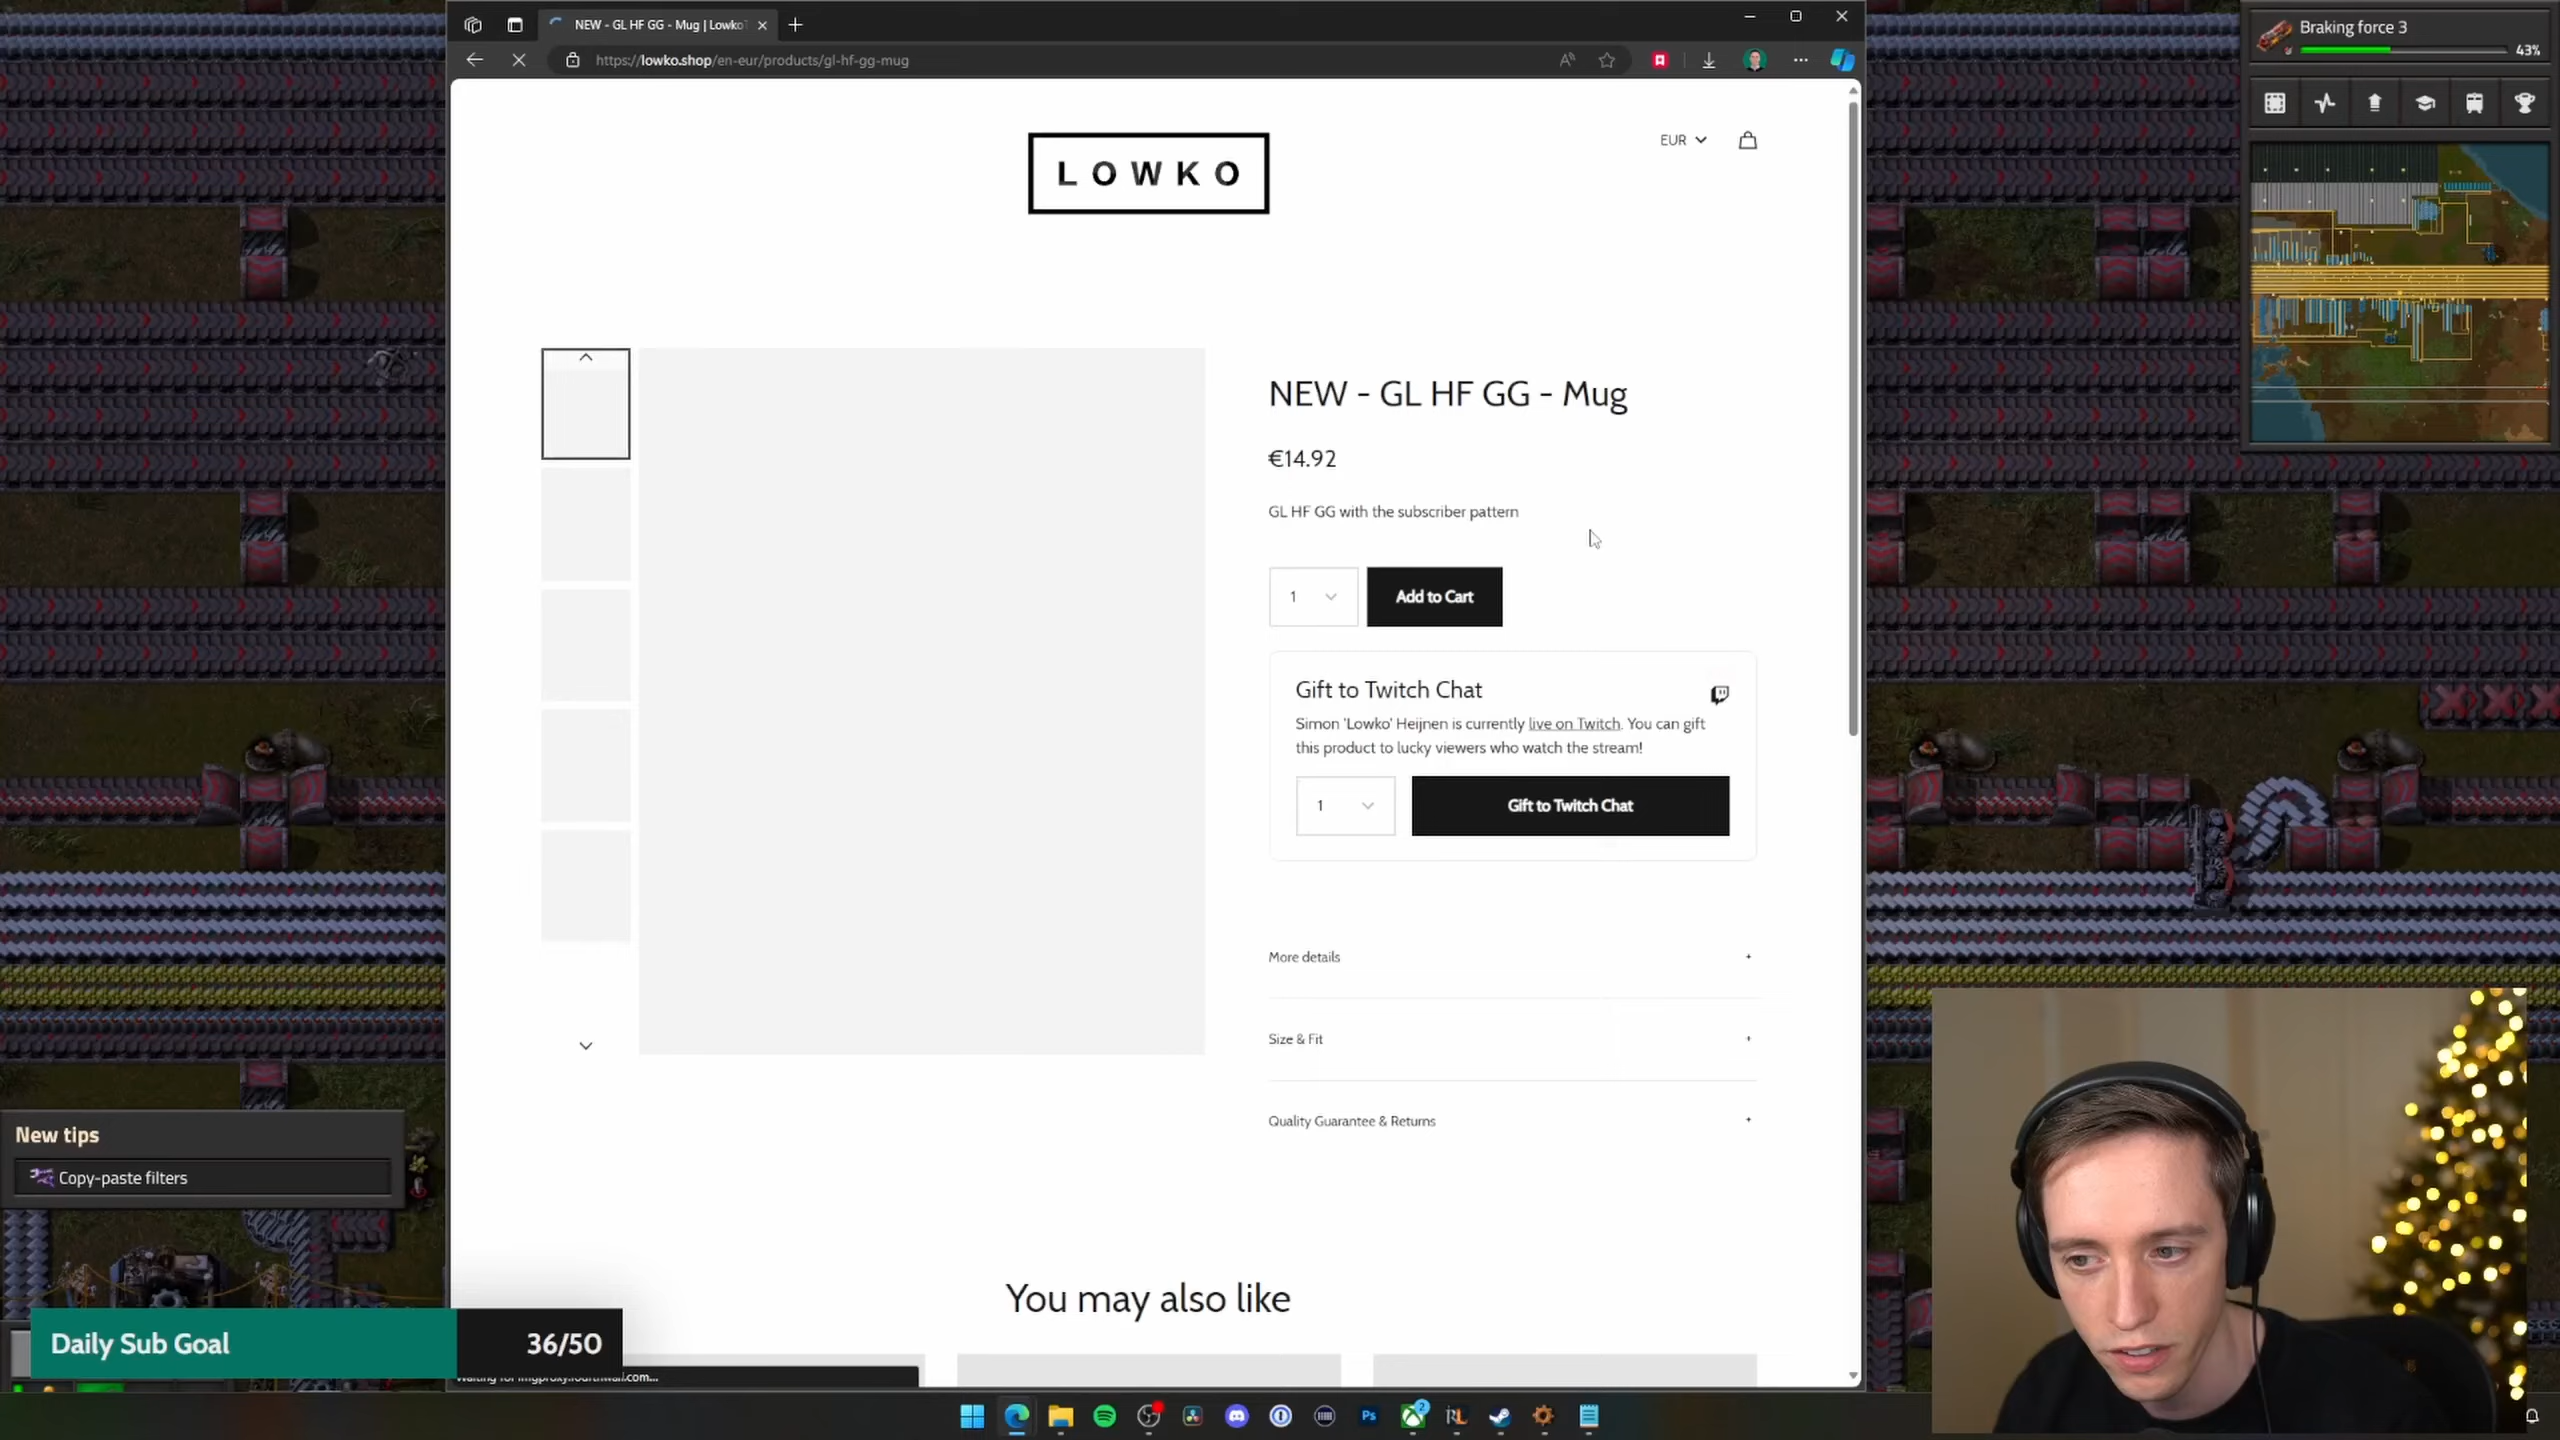 NEW - GL HF GG - Mug | Lowko
https://lowko.shop/en-eur/products/gl-hf-gg-mug
Braking force 3
43%
LOWKO
EUR
NEW - GL HF GG - Mug
€14.92
GL HF GG with the subscriber pattern
1
Add to Cart
Gift to Twitch Chat
Simon 'Lowko' Heijnen is currently live on Twitch. You can gift
this product to lucky viewers who watch the stream!
1
Gift to Twitch Chat
More details
+
Size & Fit
+
Quality Guarantee & Returns
+
You may also like
New tips
Copy-paste filters
Daily Sub Goal
36/50
Ps
2